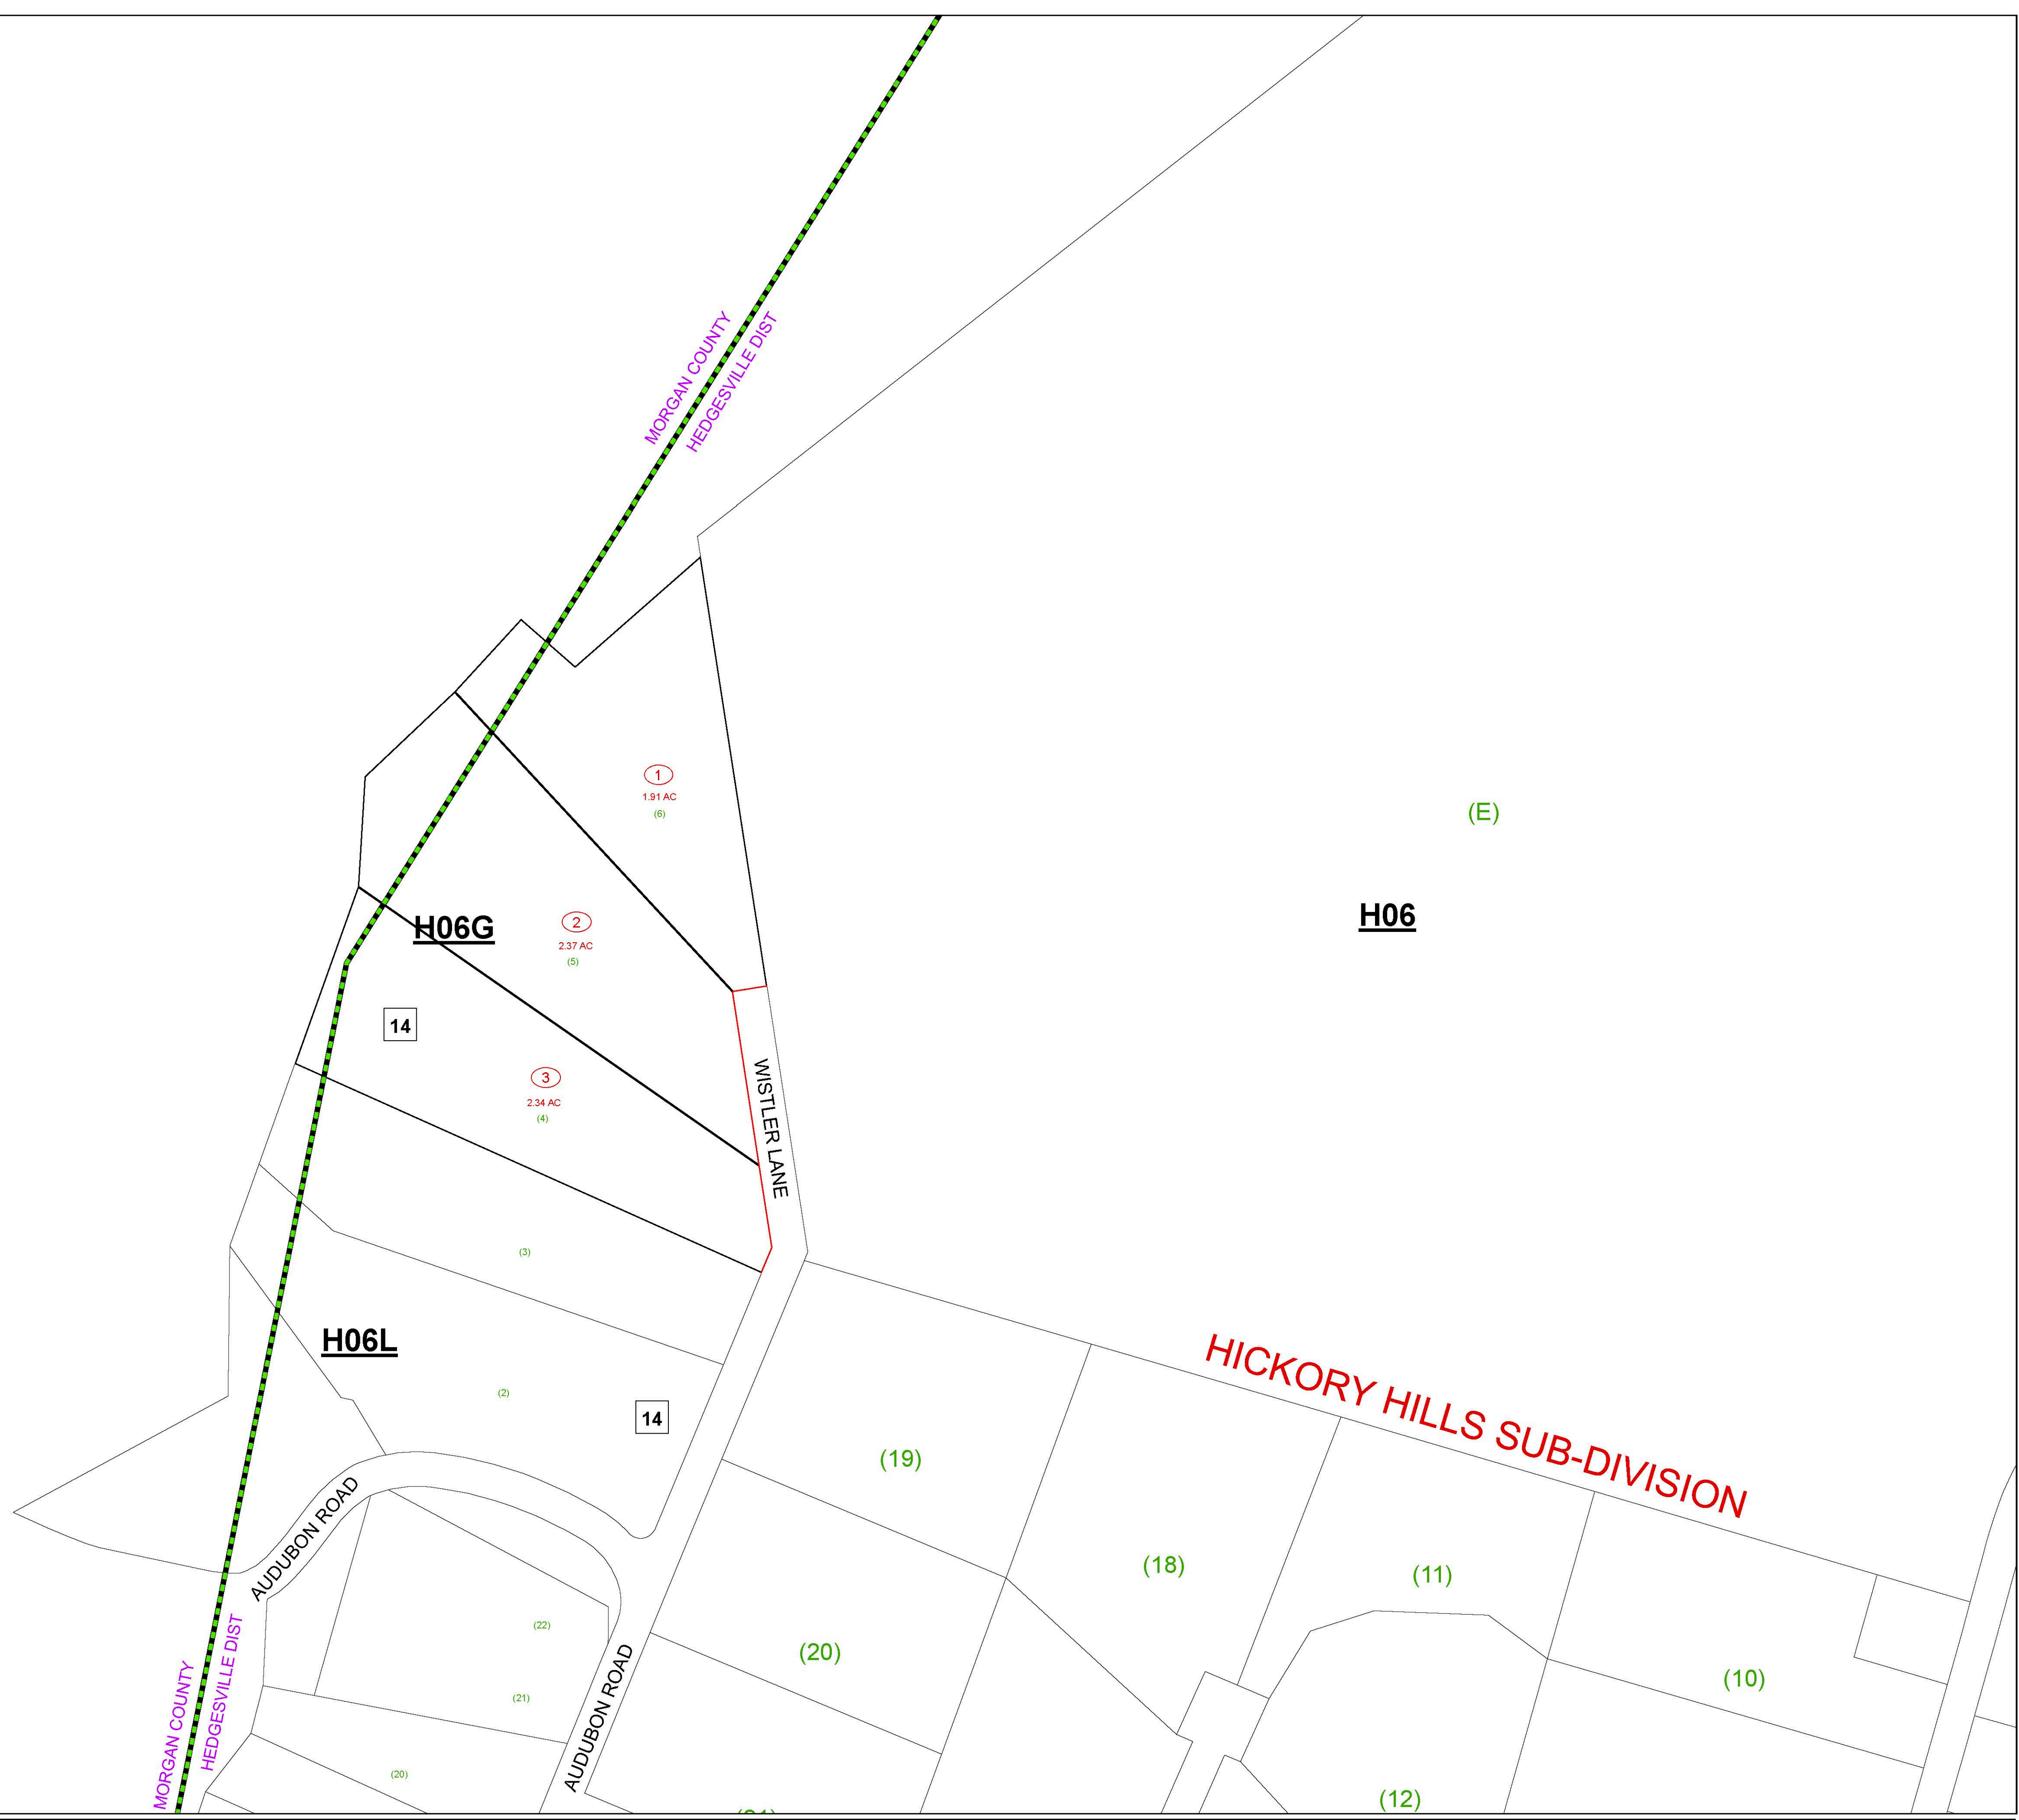 MORGAN COUNTY
HEDGESVILLE DIST
1
1.91 AC
(6)
(E)
H06
H06G
2
2.37 AC
(5)
14
3
2.34 AC
(4)
WISTLER LANE
(3)
H06L
(2)
14
HICKORY HILLS SUB-DIVISION
(19)
AUDUBON ROAD
(18)
(11)
(22)
(20)
(10)
(21)
AUDUBON ROAD
MORGAN COUNTY
HEDGESVILLE DIST
(20)
(12)